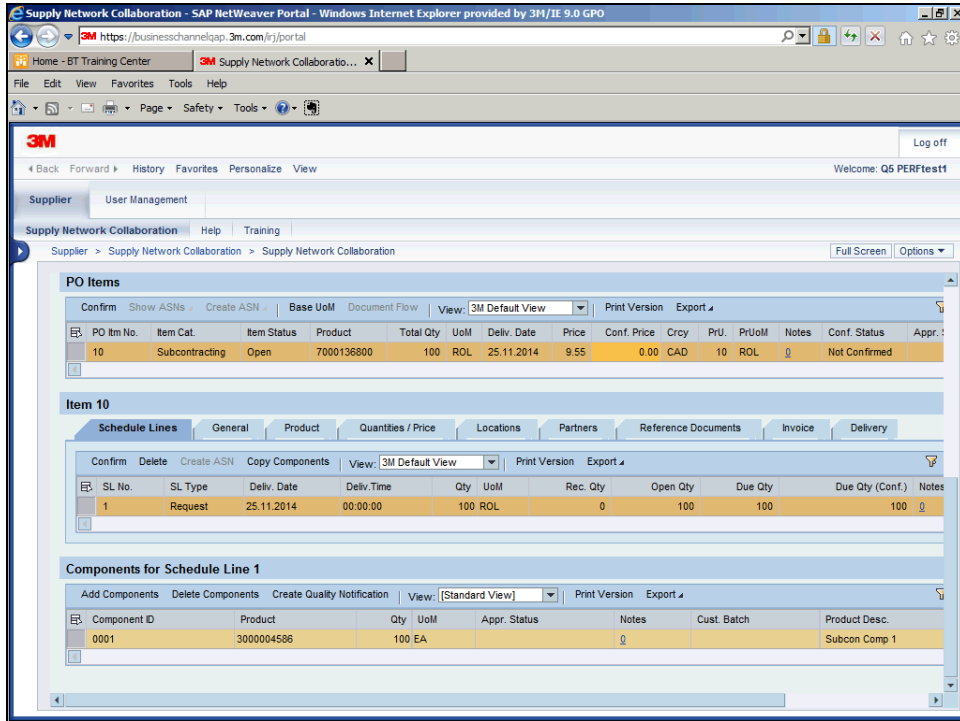 Supply Network Collaboration - SAP NetWeaver Portal - Windows Internet Explorer provided by 3M/IE 9.0 GPO
3M https://businesschannelqap.3m.com/irj/portal
Home - BT Training Center 3M Supply Network Collaboratio... X
File Edit View Favorites Tools Help
Page Safety Tools
3M Log off
Back Forward History Favorites Personalize View Welcome: Q5 PERFtest1
Supplier User Management
Supply Network Collaboration Help Training
Supplier > Supply Network Collaboration > Supply Network Collaboration Full Screen Options
PO Items
Confirm Show ASNs Create ASN Base UoM Document Flow View: 3M Default View Print Version Export
PO Itm No. Item Cat. Item Status Product Total Qty UoM Deliv. Date Price Conf. Price Crcy PrU. PrUoM Notes Conf. Status Appr.
10 Subcontracting Open 7000136800 100 ROL 25.11.2014 9.55 0.00 CAD 10 ROL 0 Not Confirmed
Item 10
Schedule Lines General Product Quantities / Price Locations Partners Reference Documents Invoice Delivery
Confirm Delete Create ASN Copy Components View: 3M Default View Print Version Export
SL No. SL Type Deliv. Date Deliv.Time Qty UoM Rec. Qty Open Qty Due Qty Due Qty (Conf.) Notes
1 Request 25.11.2014 00:00:00 100 ROL 0 100 100 100 0
Components for Schedule Line 1
Add Components Delete Components Create Quality Notification View: [Standard View] Print Version Export
Component ID Product Qty UoM Appr. Status Notes Cust. Batch Product Desc.
0001 3000004586 100 EA 0 Subcon Comp 1